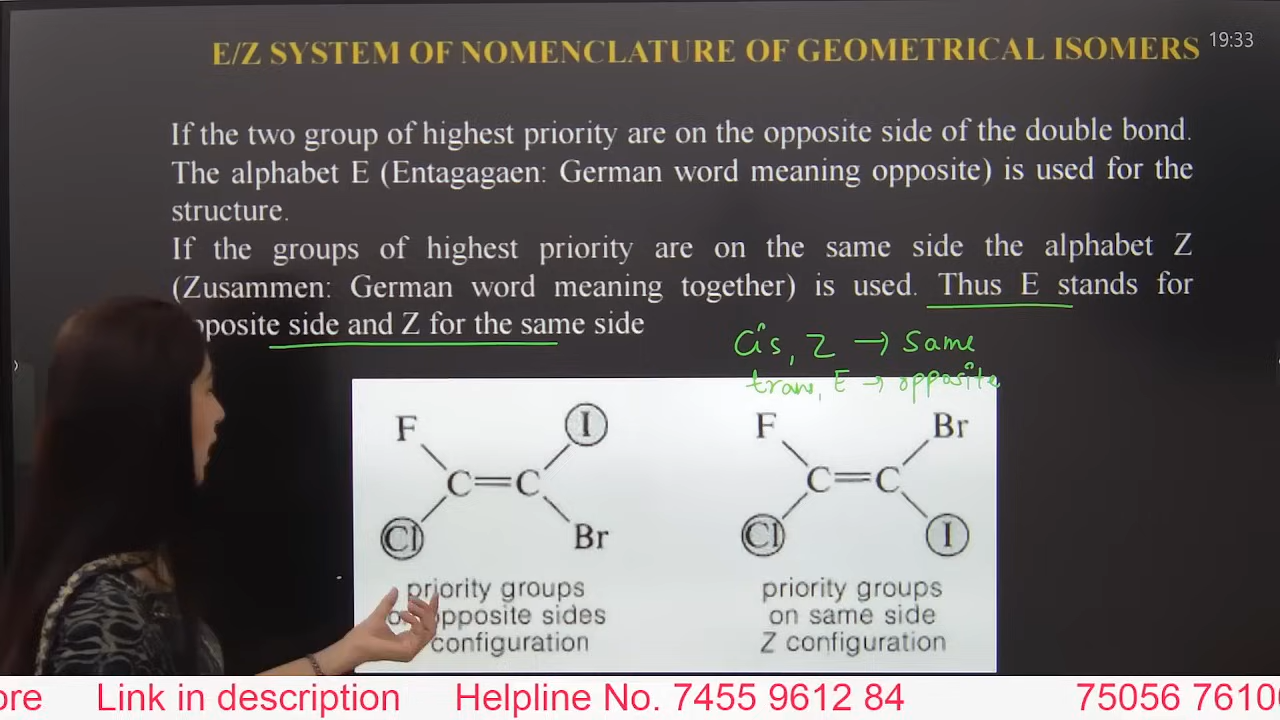 E/Z SYSTEM OF NOMENCLATURE OF GEOMETRICAL ISOMERS
19:33
If the two group of highest priority are on the opposite side of the double bond.
The alphabet E (Entagagaen: German word meaning opposite) is used for the
structure.
If the groups of highest priority are on the same side the alphabet Z
(Zusammen: German word meaning together) is used. Thus E stands for
side and Z for the same side
Cis, Z → Same
trans, E → opposite
F I
C=C
Cl Br
priority groups
opposite sides
configuration
F Br
C=C
Cl I
priority groups
on same side
Z configuration
Link in description Helpline No. 7455 9612 84